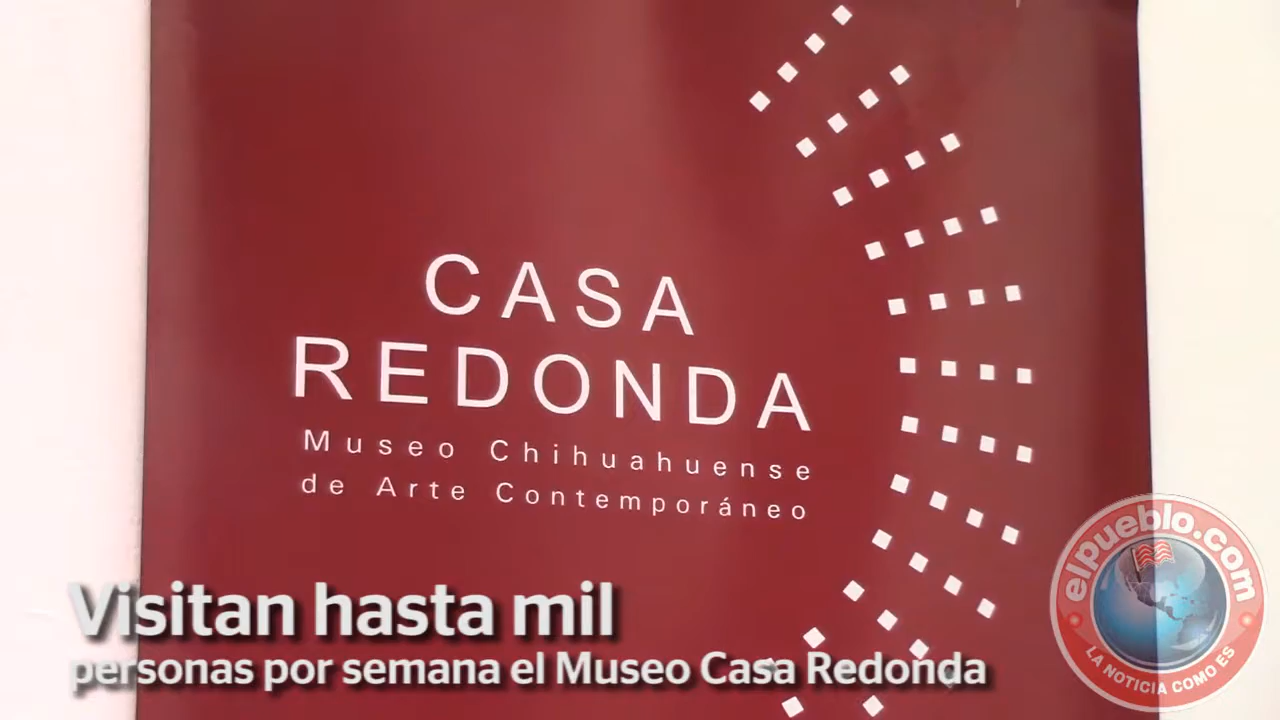 CASA
REDONDA
Museo Chihuahuense
de Arte Contemporáneo
Visitan hasta mil
personas por semana el Museo Casa Redonda
elpueblo.com
LA NOTICIA COMO ES